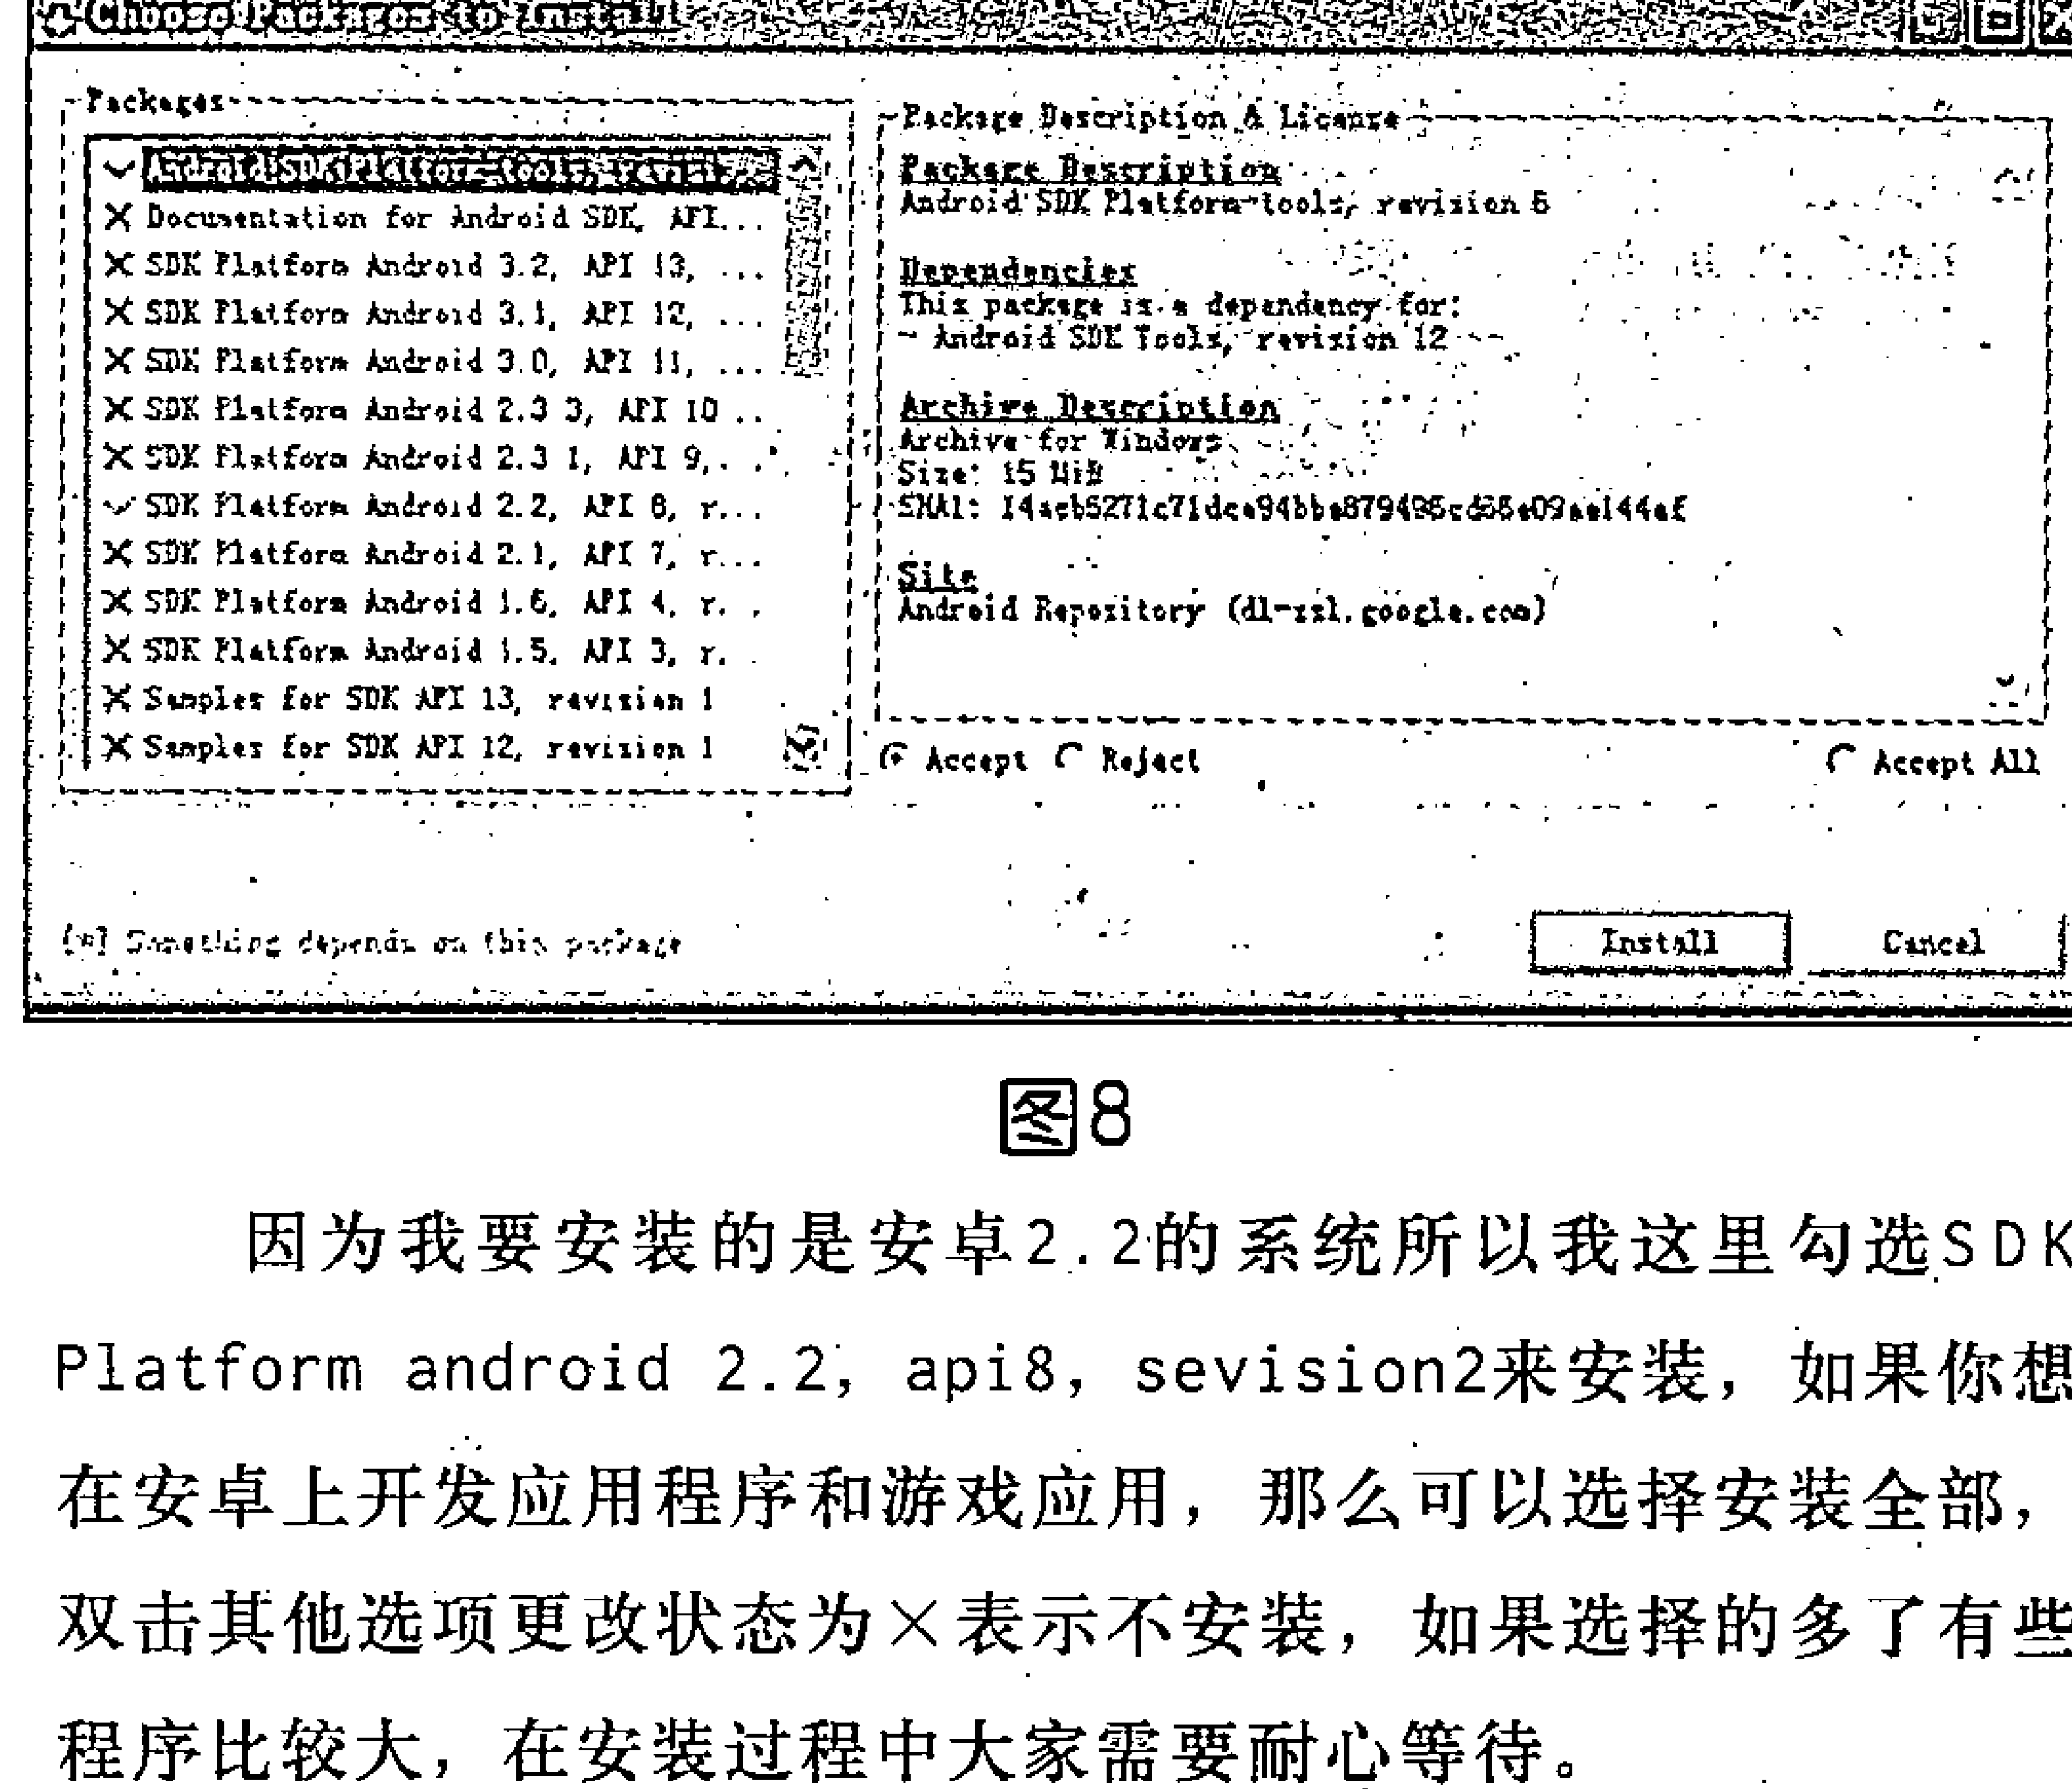 Choose Packages to Install
Packages
Android SDK Platform-tools, revisi
Documentation for Android SDK, API...
SDK Platform Android 3.2, API 13, ...
SDK Platform Android 3.1, API 12, ...
SDK Platform Android 3.0, API 11, ...
SDK Platform Android 2.3 3, API 10 ..
SDK Platform Android 2.3 1, API 9,. .
SDK Platform Android 2.2, API 8, r...
SDK Platform Android 2.1, API 7, r...
SDK Platform Android 1.6, API 4, r. .
SDK Platform Android 1.5, API 3, r.
Samples for SDK API 13, revision 1
Samples for SDK API 12, revision 1
Package Description & License
Package Description
Android SDK Platform-tools, revision 6
Dependencies
This package is a dependency for:
- Android SDK Tools, revision 12
Archive Description
Archive for Windows
Size: 15 MiB
SHA1:
Site
Android Repository (dl-ssl.google.com)
Accept Reject Accept All
[*] Something depends on this package
Install Cancel
图8
因为我要安装的是安卓2.2的系统所以我这里勾选SDK
Platform android 2.2, api8, sevision2来安装，如果你想
在安卓上开发应用程序和游戏应用，那么可以选择安装全部，
双击其他选项更改状态为×表示不安装，如果选择的多了有些
程序比较大，在安装过程中大家需要耐心等待。